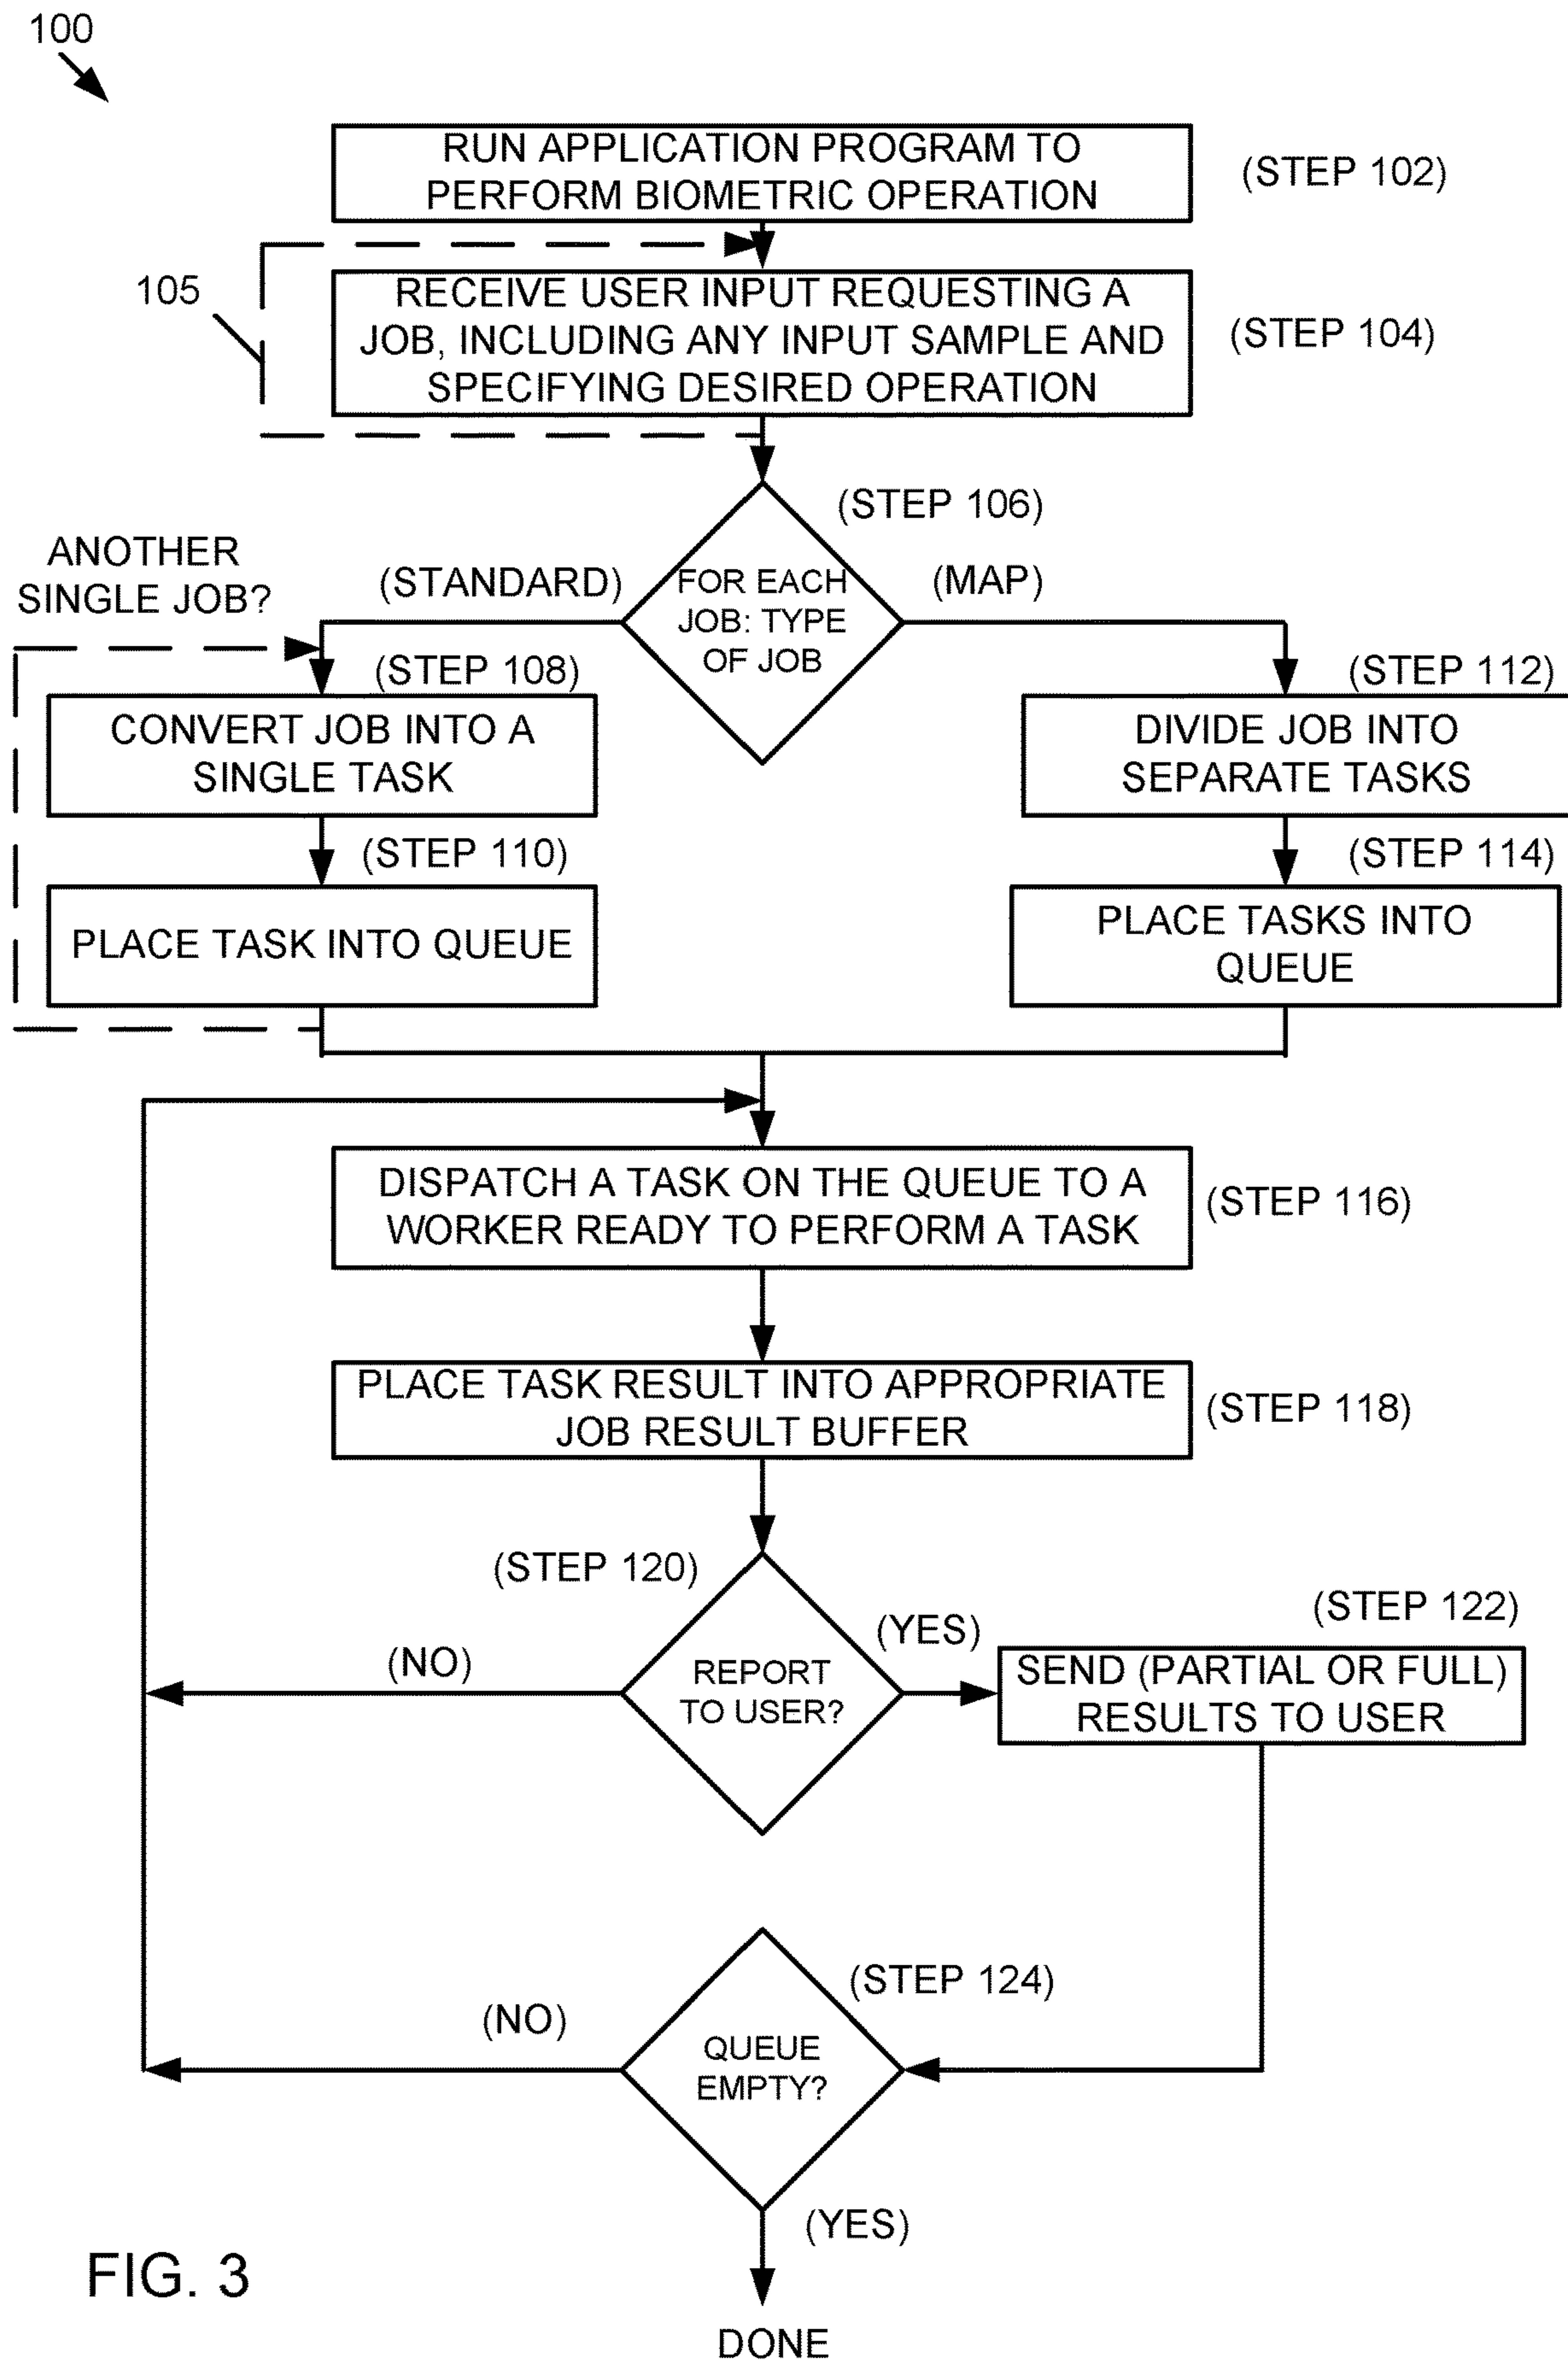 100
RUN APPLICATION PROGRAM TO
PERFORM BIOMETRIC OPERATION
(STEP 102)
105
RECEIVE USER INPUT REQUESTING A
JOB, INCLUDING ANY INPUT SAMPLE AND
SPECIFYING DESIRED OPERATION
(STEP 104)
(STEP 106)
FOR EACH
JOB: TYPE
OF JOB
(STANDARD)
(MAP)
ANOTHER
SINGLE JOB?
(STEP 108)
CONVERT JOB INTO A
SINGLE TASK
(STEP 110)
PLACE TASK INTO QUEUE
(STEP 112)
DIVIDE JOB INTO
SEPARATE TASKS
(STEP 114)
PLACE TASKS INTO
QUEUE
DISPATCH A TASK ON THE QUEUE TO A
WORKER READY TO PERFORM A TASK
(STEP 116)
PLACE TASK RESULT INTO APPROPRIATE
JOB RESULT BUFFER
(STEP 118)
(STEP 120)
REPORT
TO USER?
(NO)
(YES)
(STEP 122)
SEND (PARTIAL OR FULL)
RESULTS TO USER
(STEP 124)
QUEUE
EMPTY?
(NO)
(YES)
DONE
FIG. 3